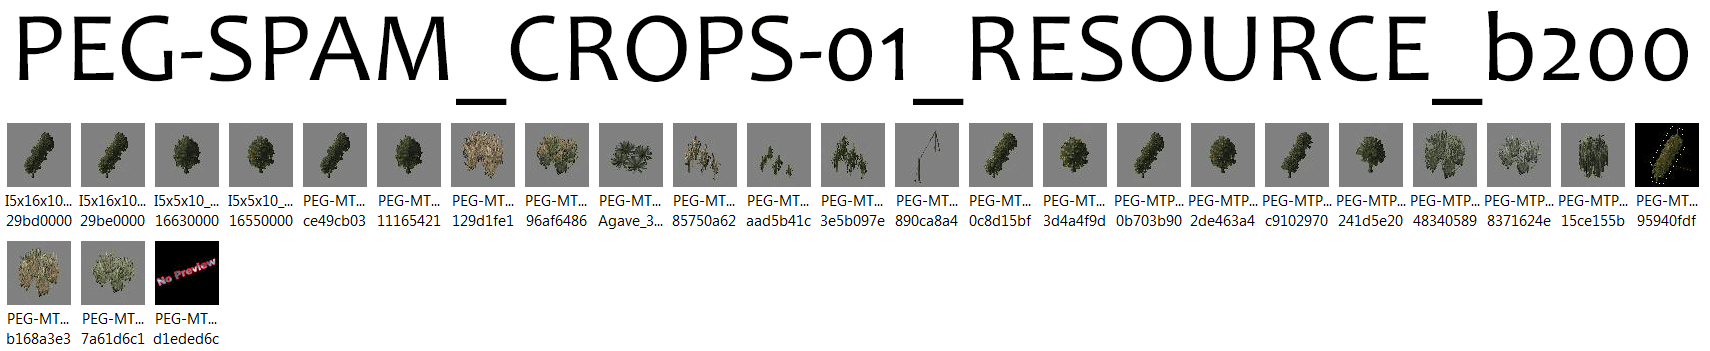 PEG-SPAM_CROPS-01_RESOURCE_b200
I5x16x10... I5x16x10... I5x5x10_... I5x5x10_... PEG-MT... PEG-MT... PEG-MT... PEG-MT... PEG-MT... PEG-MT... PEG-MT... PEG-MT... PEG-MT... PEG-MT... PEG-MT... PEG-MTP... PEG-MTP... PEG-MTP... PEG-MTP... PEG-MTP... PEG-MTP... PEG-MT... PEG-MT...
29bd0000 29be0000 16630000 16550000 ce49cb03 11165421 129d1fe1 96af6486 Agave_3... 85750a62 aad5b41c 3e5b097e 890ca8a4 0c8d15bf 3d4a4f9d 0b703b90 2de463a4 c9102970 241d5e20 48340589 8371624e 15ce155b 95940fdf
No Preview
PEG-MT... PEG-MT... PEG-MT...
b168a3e3 7a61d6c1 d1eded6c